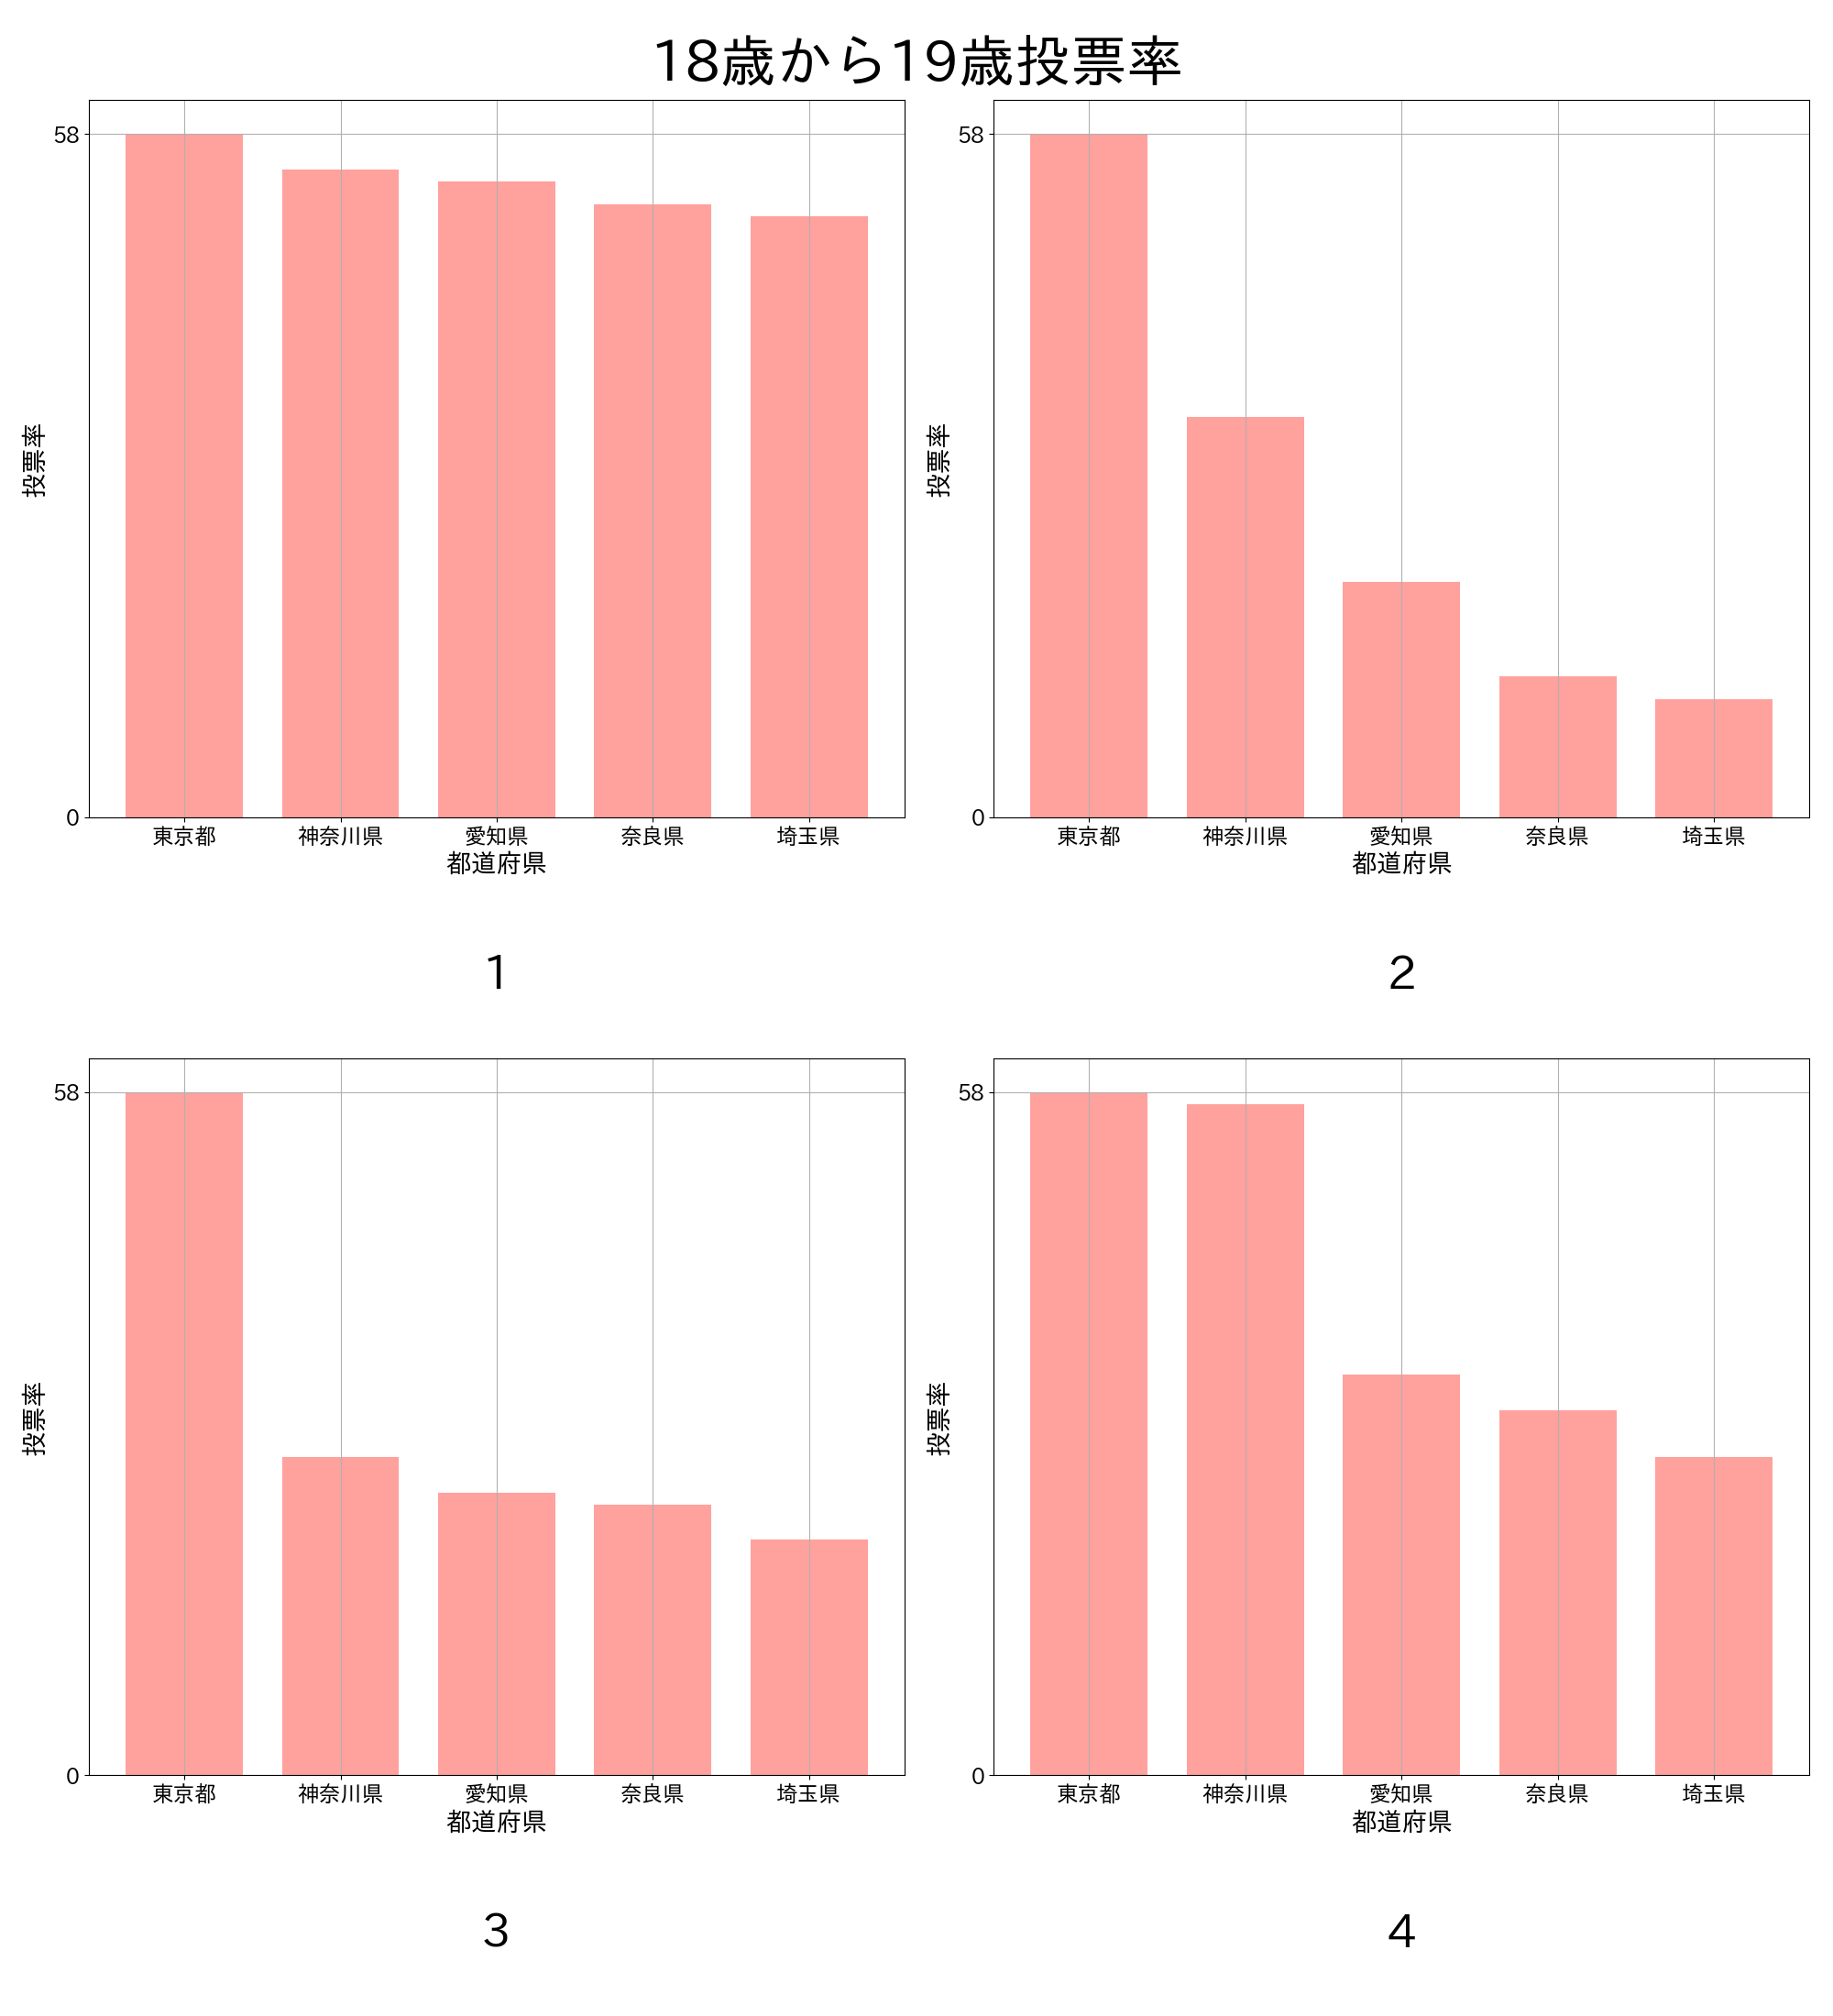 18歳から19歳投票率
58
0
投票率
東京都 神奈川県 愛知県 奈良県 埼玉県
都道府県
1
58
0
投票率
東京都 神奈川県 愛知県 奈良県 埼玉県
都道府県
2
58
0
投票率
東京都 神奈川県 愛知県 奈良県 埼玉県
都道府県
3
58
0
投票率
東京都 神奈川県 愛知県 奈良県 埼玉県
都道府県
4